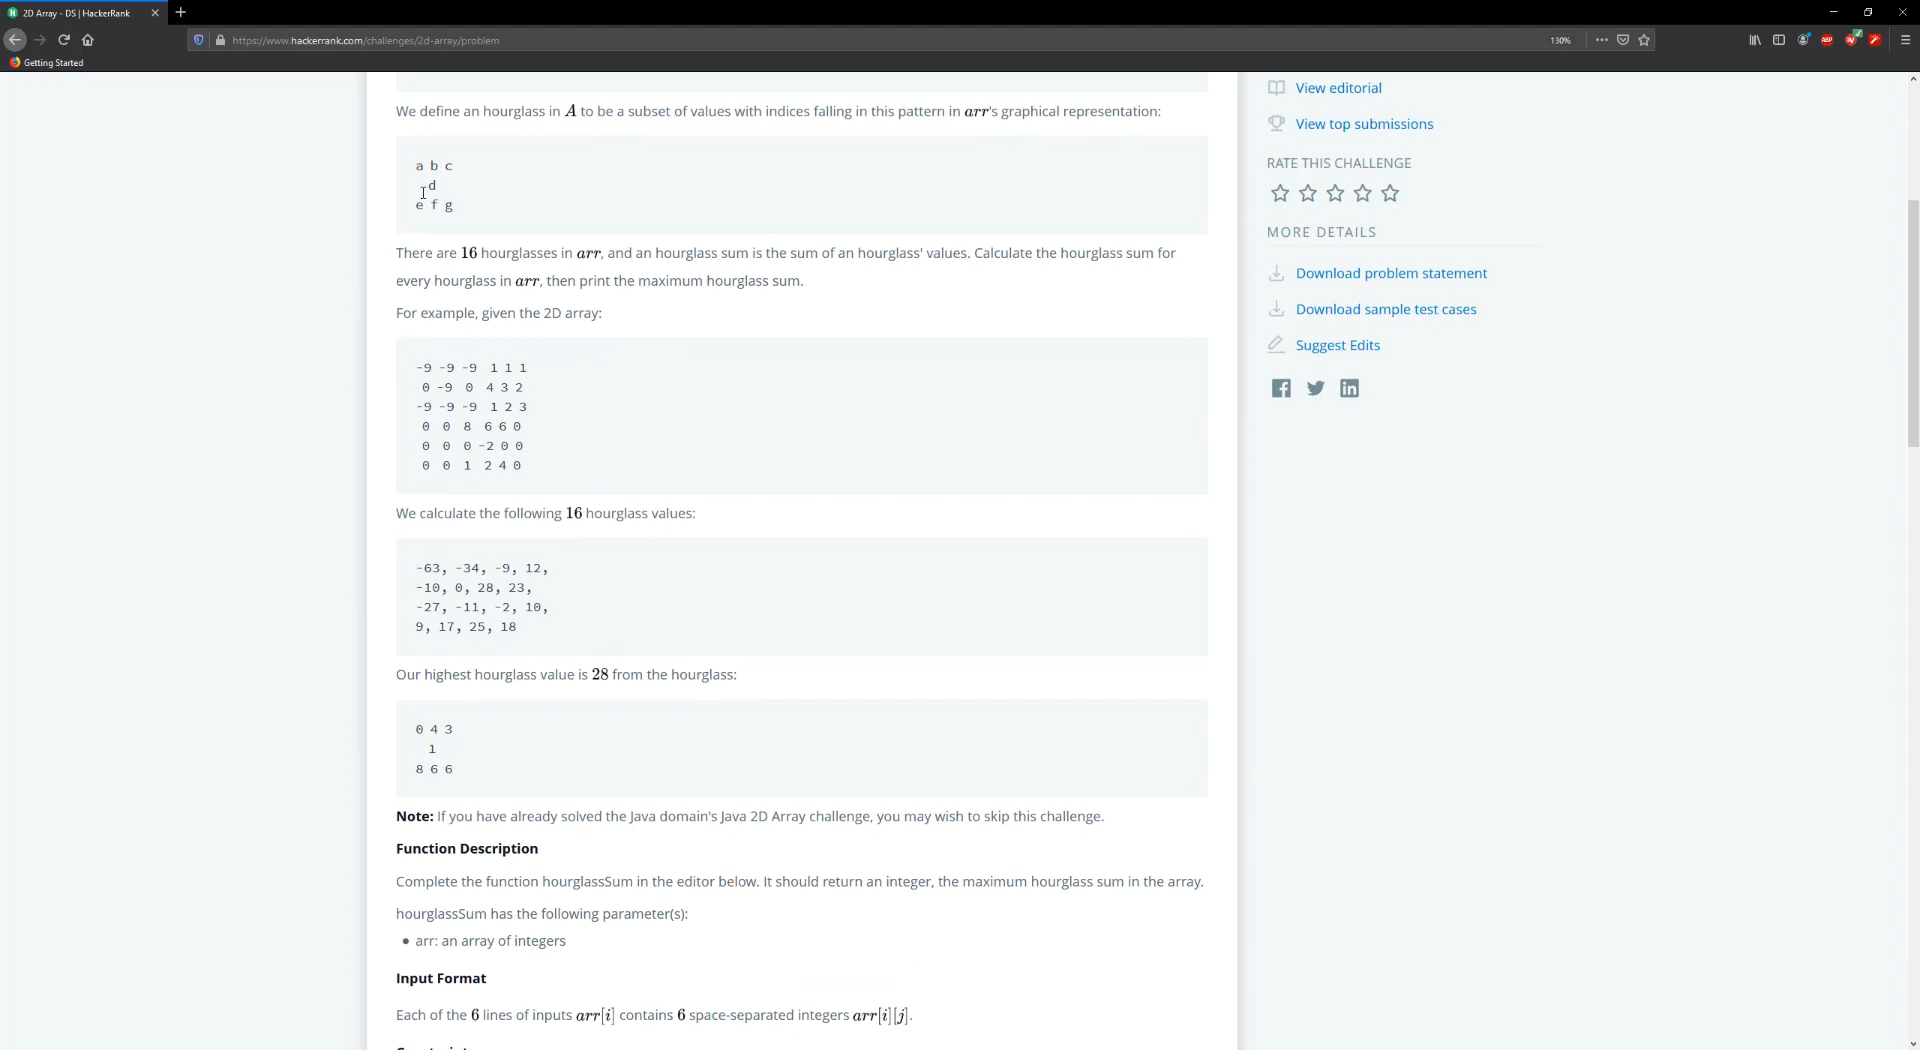 2D Array - DS | HackerRank
https://www.hackerrank.com/challenges/2d-array/problem
130%
Getting Started
We define an hourglass in A to be a subset of values with indices falling in this pattern in arr's graphical representation:
a b c
d
e f g
There are 16 hourglasses in arr, and an hourglass sum is the sum of an hourglass' values. Calculate the hourglass sum for
every hourglass in arr, then print the maximum hourglass sum.
For example, given the 2D array:
-9 -9 -9 1 1 1
0 -9 0 4 3 2
-9 -9 -9 1 2 3
0 0 8 6 6 0
0 0 0 -2 0 0
0 0 1 2 4 0
We calculate the following 16 hourglass values:
-63, -34, -9, 12,
-10, 0, 28, 23,
-27, -11, -2, 10,
9, 17, 25, 18
Our highest hourglass value is 28 from the hourglass:
0 4 3
1
8 6 6
Note: If you have already solved the Java domain's Java 2D Array challenge, you may wish to skip this challenge.
Function Description
Complete the function hourglassSum in the editor below. It should return an integer, the maximum hourglass sum in the array.
hourglassSum has the following parameter(s):
• arr: an array of integers
Input Format
Each of the 6 lines of inputs arr[i] contains 6 space-separated integers arr[i][j].
View editorial
View top submissions
RATE THIS CHALLENGE
MORE DETAILS
Download problem statement
Download sample test cases
Suggest Edits